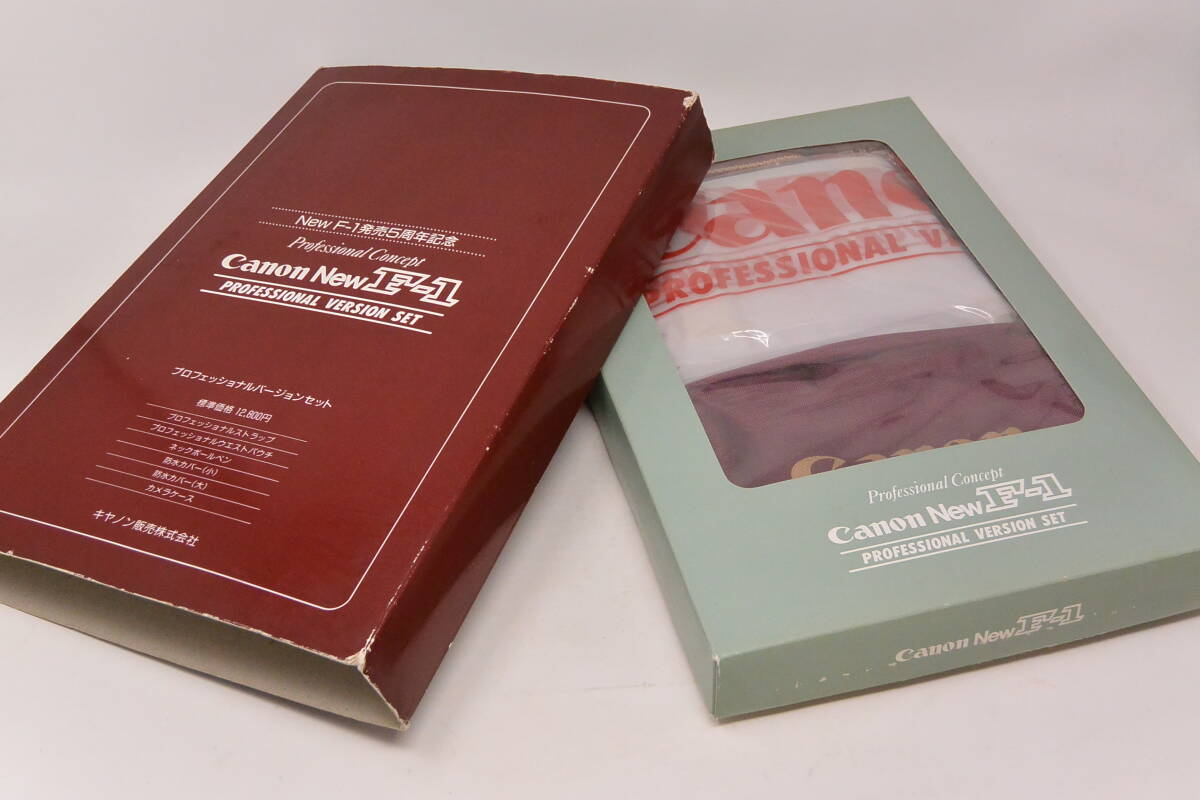 New F-1発売5周年記念
Professional Concept
Canon New F-1
PROFESSIONAL VERSION SET
プロフェッショナルバージョンセット
標準価格 12,800円
プロフェッショナルストラップ
プロフェッショナルウエストパウチ
ネックボールペン
防水カバー(小)
防水カバー(大)
カメラケース
キヤノン販売株式会社
Cano
PROFESSIONAL VE
Canon
Professional Concept
Canon New F-1
PROFESSIONAL VERSION SET
Canon New F-1